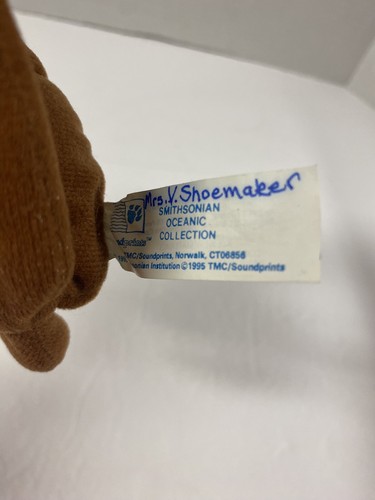 Mrs. V. Shoemaker
SMITHSONIAN
OCEANIC
COLLECTION
TMC/Soundprints, Norwalk, CT06856
Institution ©1995 TMC/Soundprints